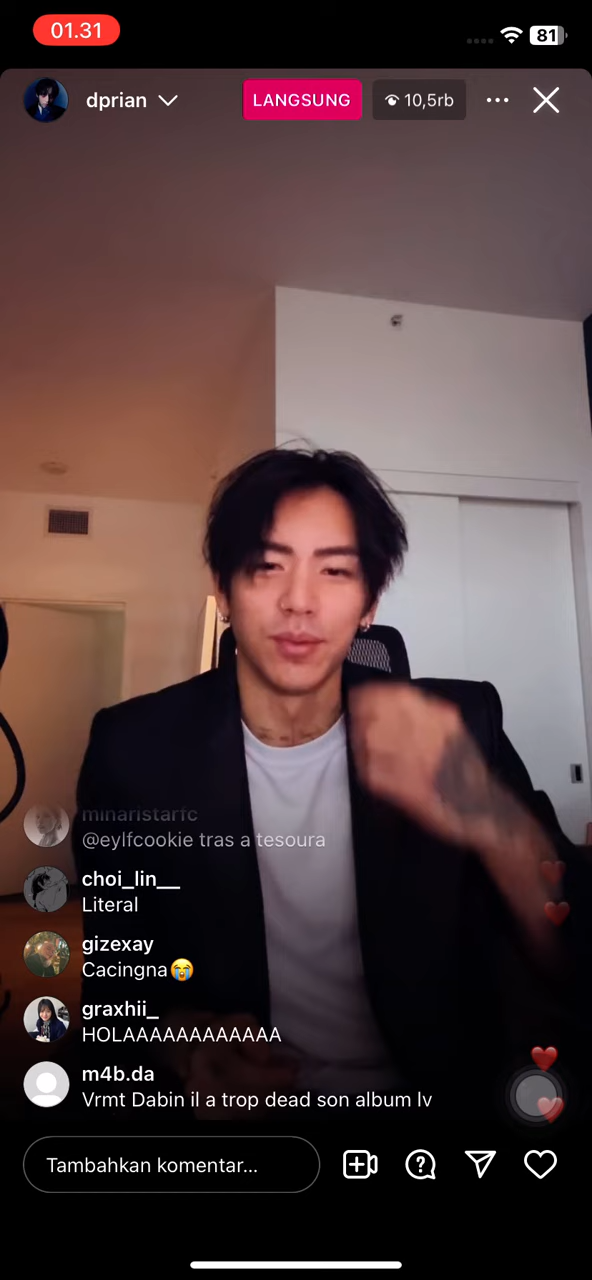 01.31
81
dprian
LANGSUNG
10,5rb
minaristarfc
@eylfcookie tras a tesoura
choi_lin__
Literal
gizexay
Cacingna😭
graxhii_
HOLAAAAAAAAAAAA
m4b.da
Vrmt Dabin il a trop dead son album lv
Tambahkan komentar...